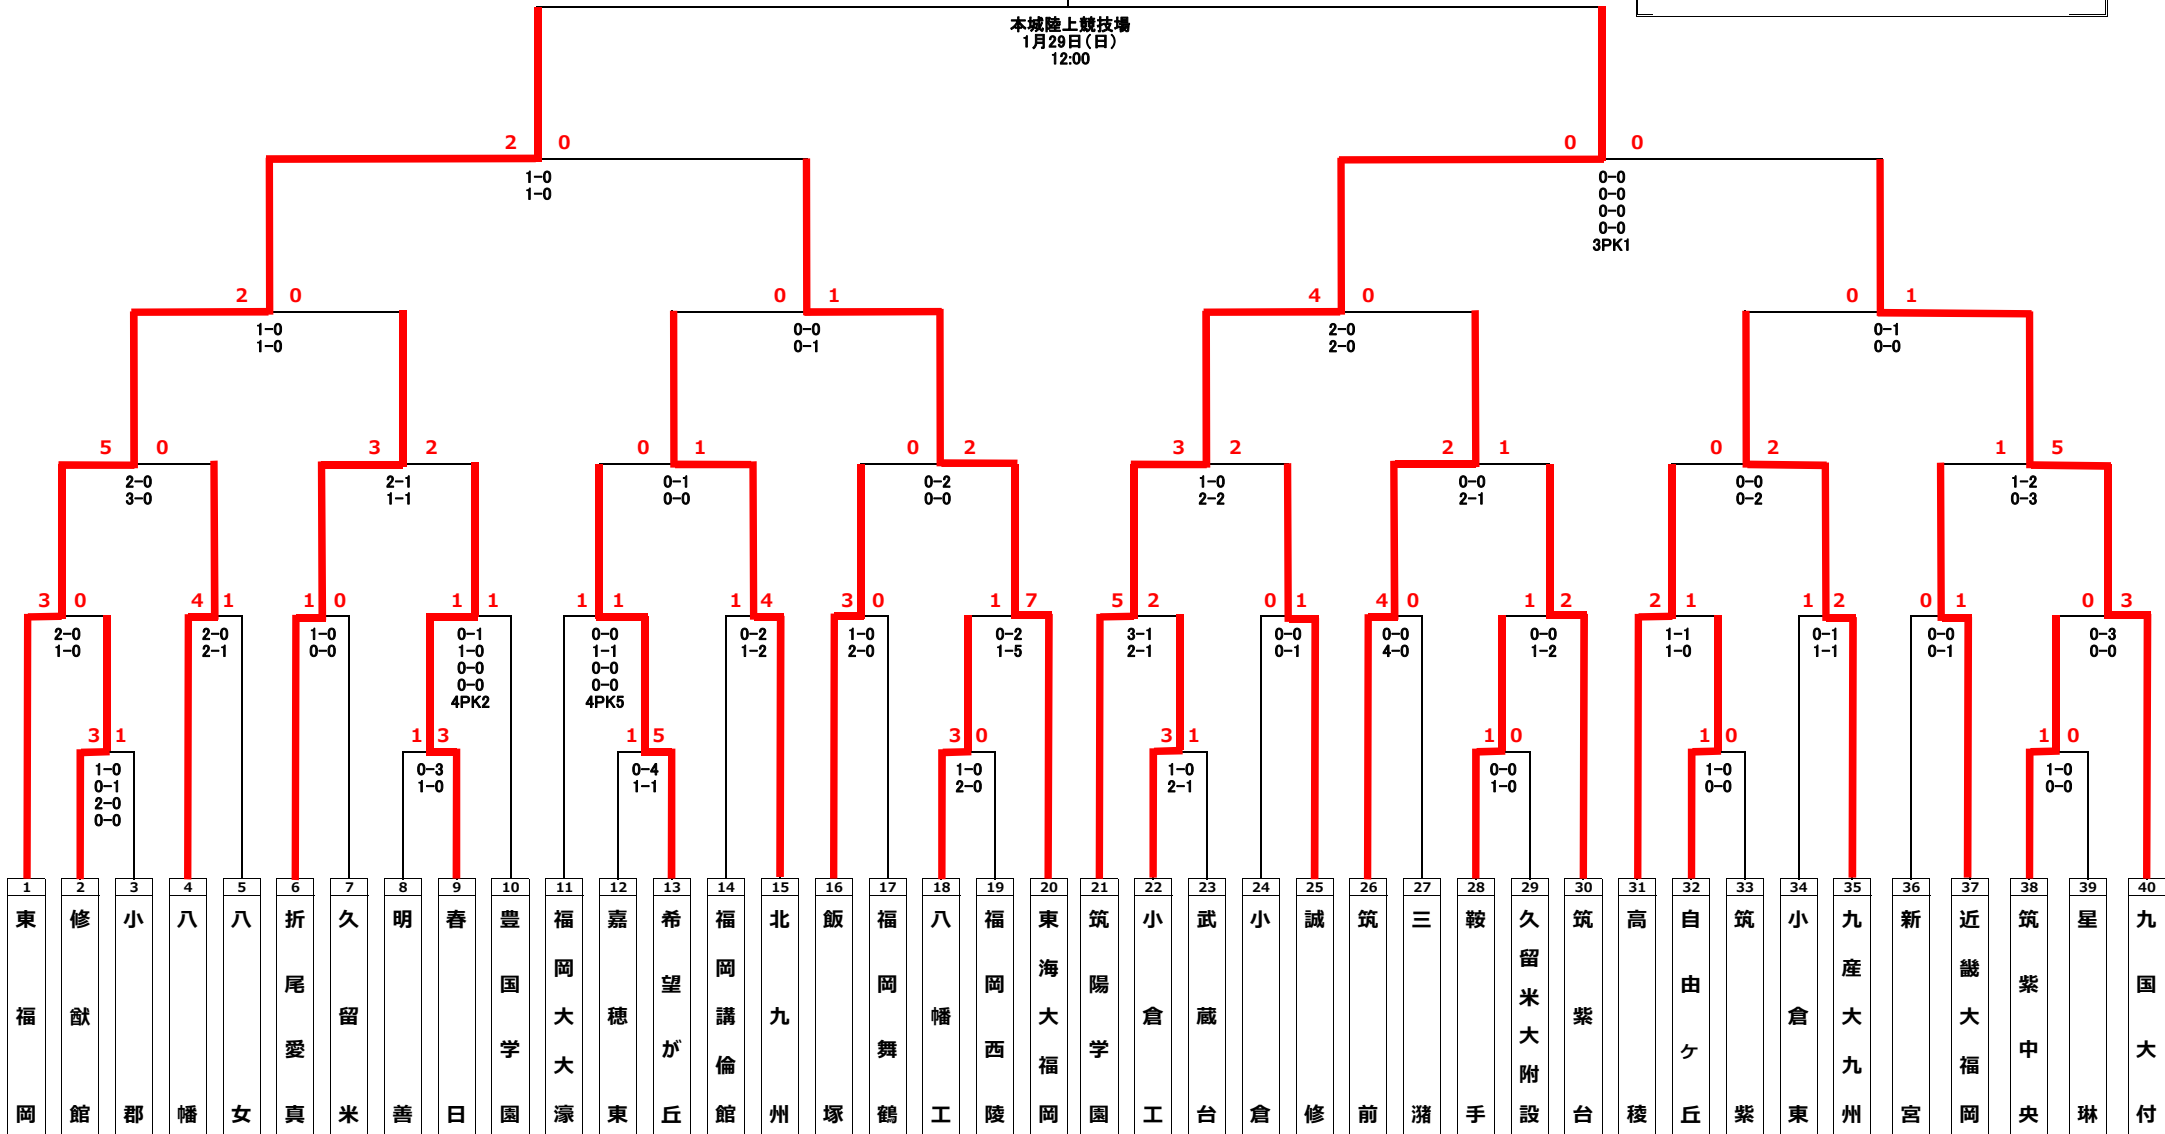 本城陸上競技場
1月29日(日)
12:00
2 0
0 0
1-0
1-0
0-0
0-0
0-0
0-0
3PK1
2 0
0 1
4 0
0 1
1-0
1-0
0-0
0-1
2-0
2-0
0-1
0-0
5 0
3 2
0 1
0 2
3 2
2 1
0 2
1 5
2-0
3-0
2-1
1-1
0-1
0-0
0-2
0-0
1-0
2-2
0-0
2-1
0-0
0-2
1-2
0-3
3 0
4 1
1 0
1 1
1 1
1 4
3 0
1 7
5 2
0 1
4 0
1 2
2 1
1 2
0 1
0 3
2-0
1-0
2-0
2-1
1-0
0-0
0-1
1-0
0-0
0-0
4PK2
0-0
1-1
0-0
0-0
4PK5
0-2
1-2
1-0
2-0
0-2
1-5
3-1
2-1
0-0
0-1
0-0
4-0
0-0
1-2
1-1
1-0
0-1
1-1
0-0
0-1
0-3
0-0
3 1
1 3
1 5
3 0
3 1
1 0
1 0
1 0
1-0
0-1
2-0
0-0
0-3
1-0
0-4
1-1
1-0
2-0
1-0
2-1
0-0
1-0
1-0
0-0
1-0
0-0
1 東福岡
2 修猷館
3 小郡
4 八幡
5 八女
6 折尾愛真
7 久留米
8 明善
9 春日
10 豊国学園
11 福岡大大濠
12 嘉穂東
13 希望が丘
14 福岡講倫館
15 北九州
16 飯塚
17 福岡舞鶴
18 八幡工
19 福岡西陵
20 東海大福岡
21 筑陽学園
22 小倉工
23 武蔵台
24 小倉
25 誠修
26 筑前
27 三潴
28 鞍手
29 久留米大附設
30 筑紫台
31 高稜
32 自由ケ丘
33 筑紫
34 小倉東
35 九産大九州
36 新宮
37 近畿大福岡
38 筑紫中央
39 星琳
40 九国大付